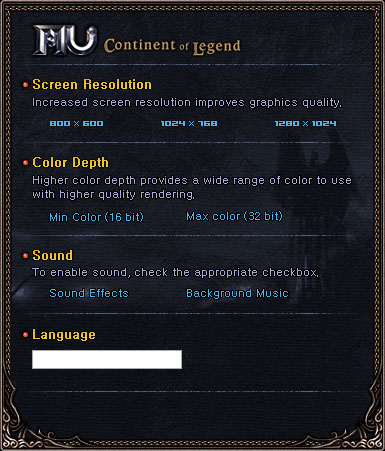 MU Continent of Legend
Screen Resolution
Increased screen resolution improves graphics quality.
800 x 600 1024 x 768 1280 x 1024
Color Depth
Higher color depth provides a wide range of color to use
with higher quality rendering.
Min Color (16 bit) Max color (32 bit)
Sound
To enable sound, check the appropriate checkbox.
Sound Effects Background Music
Language